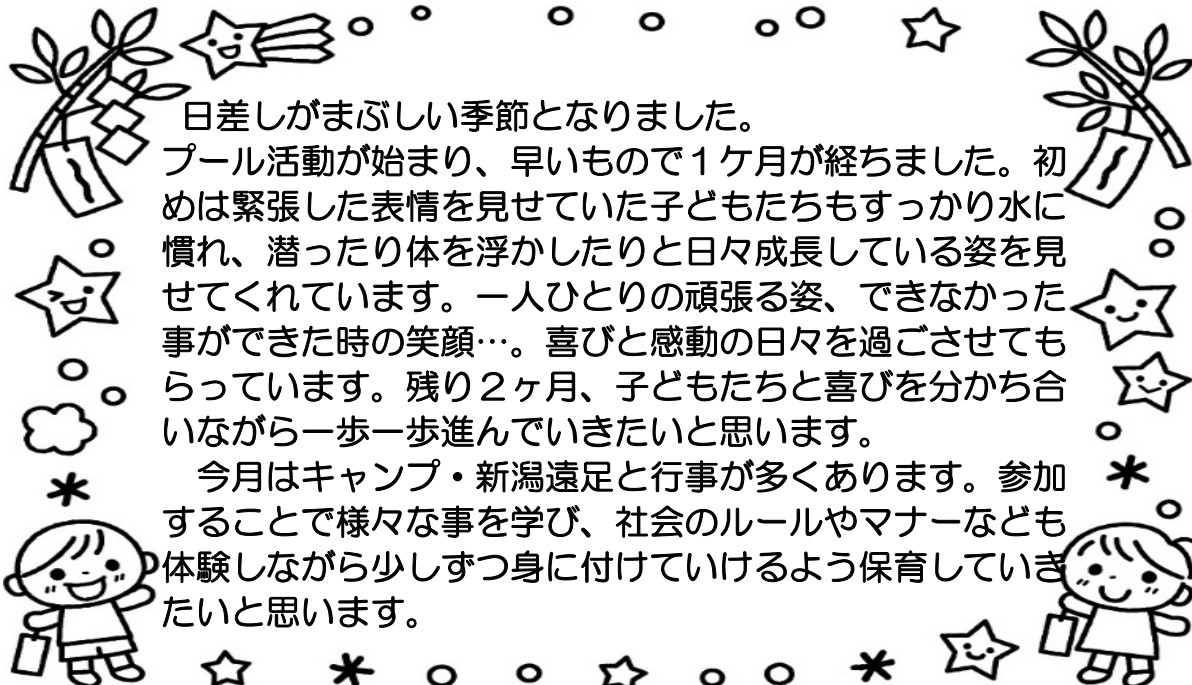 日差しがまぶしい季節となりました。
プール活動が始まり、早いもので１ケ月が経ちました。初
めは緊張した表情を見せていた子どもたちもすっかり水に
慣れ、潜ったり体を浮かしたりと日々成長している姿を見
せてくれています。一人ひとりの頑張る姿、できなかった
事ができた時の笑顔…。喜びと感動の日々を過ごさせても
らっています。残り２ヶ月、子どもたちと喜びを分かち合
いながら一歩一歩進んでいきたいと思います。
今月はキャンプ・新潟遠足と行事が多くあります。参加
することで様々な事を学び、社会のルールやマナーなども
体験しながら少しずつ身に付けていけるよう保育していき
たいと思います。